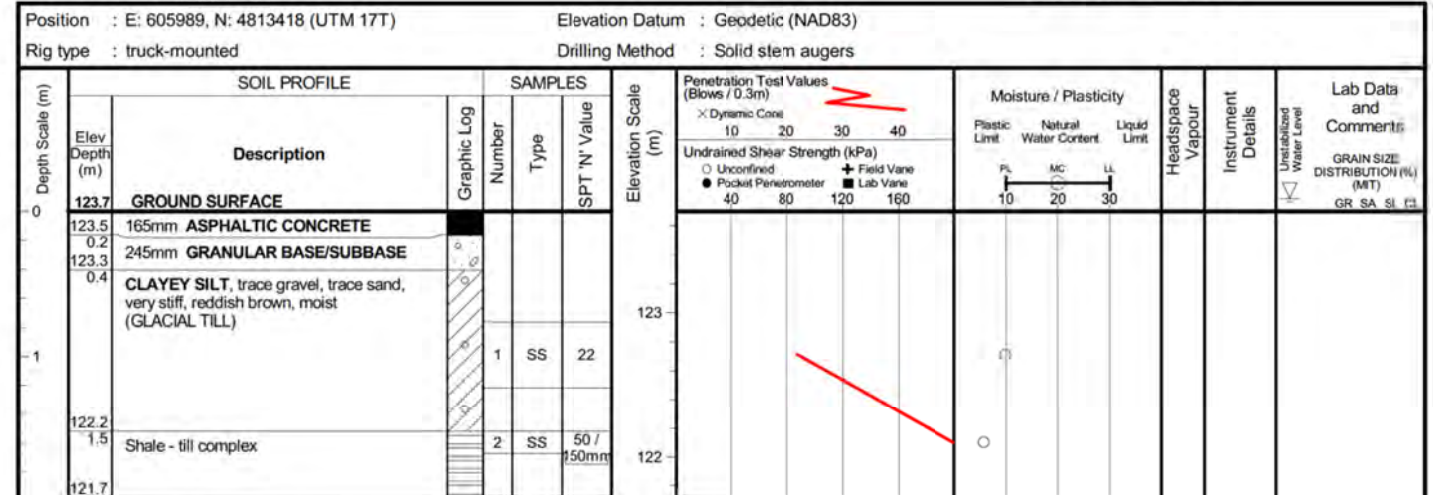 Position : E: 605989, N: 4813418 (UTM 17T) Elevation Datum : Geodetic (NAD83)
Rig type : truck-mounted Drilling Method : Solid stem augers
Depth Scale (m)
SOIL PROFILE
Elev
Depth
(m)
Description
Graphic Log
SAMPLES
Number
Type
SPT 'N' Value
Elevation Scale
(m)
Penetration Test Values
(Blows / 0.3m)
× Dynamic Cone
10 20 30 40
Undrained Shear Strength (kPa)
Unconfined Field Vane
Pocket Penetrometer Lab Vane
40 80 120 160
Moisture / Plasticity
Plastic Natural Liquid
Limit Water Content Limit
PL MC LL
10 20 30
Headspace
Vapour
Instrument
Details
Unstabilized
Water Level
Lab Data
and
Comments
GRAIN SIZE
DISTRIBUTION (%)
(MIT)
GR SA SI
123.7 GROUND SURFACE
0
123.5 165mm ASPHALTIC CONCRETE
0.2
245mm GRANULAR BASE/SUBBASE
123.3
0.4
CLAYEY SILT, trace gravel, trace sand,
very stiff, reddish brown, moist
(GLACIAL TILL)
123
1
1 SS 22
122.2
1.5
Shale - till complex
2 SS 50 /
150mm
122
121.7